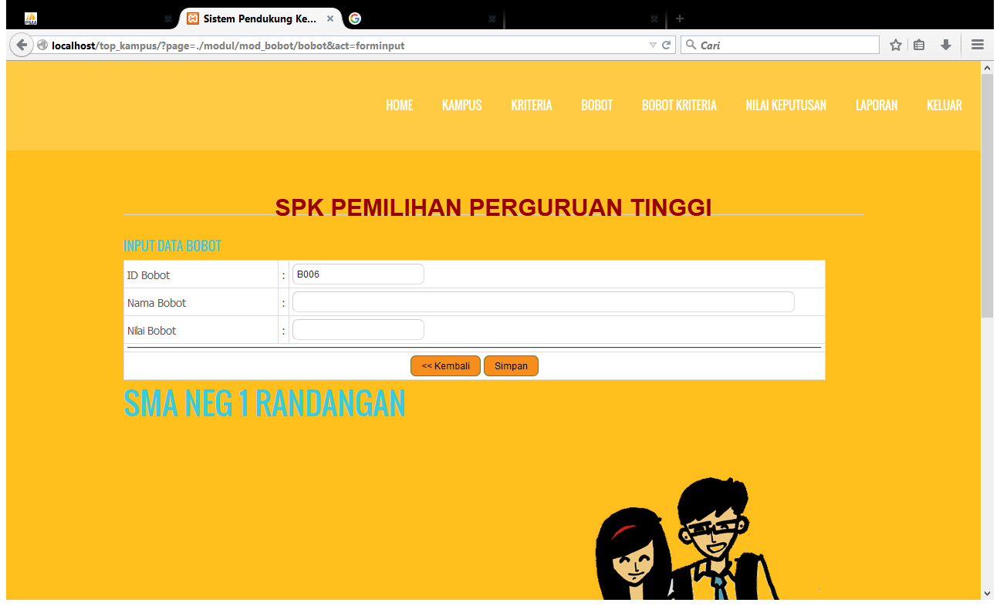 PMA
Sistem Pendukung Ke...
localhost/top_kampus/?page=./modul/mod_bobot/bobot&act=forminput
Cari
HOME KAMPUS KRITERIA BOBOT BOBOT KRITERIA NILAI KEPUTUSAN LAPORAN KELUAR
SPK PEMILIHAN PERGURUAN TINGGI
INPUT DATA BOBOT
ID Bobot : B006
Nama Bobot :
Nilai Bobot :
<< Kembali Simpan
SMA NEG 1 RANDANGAN